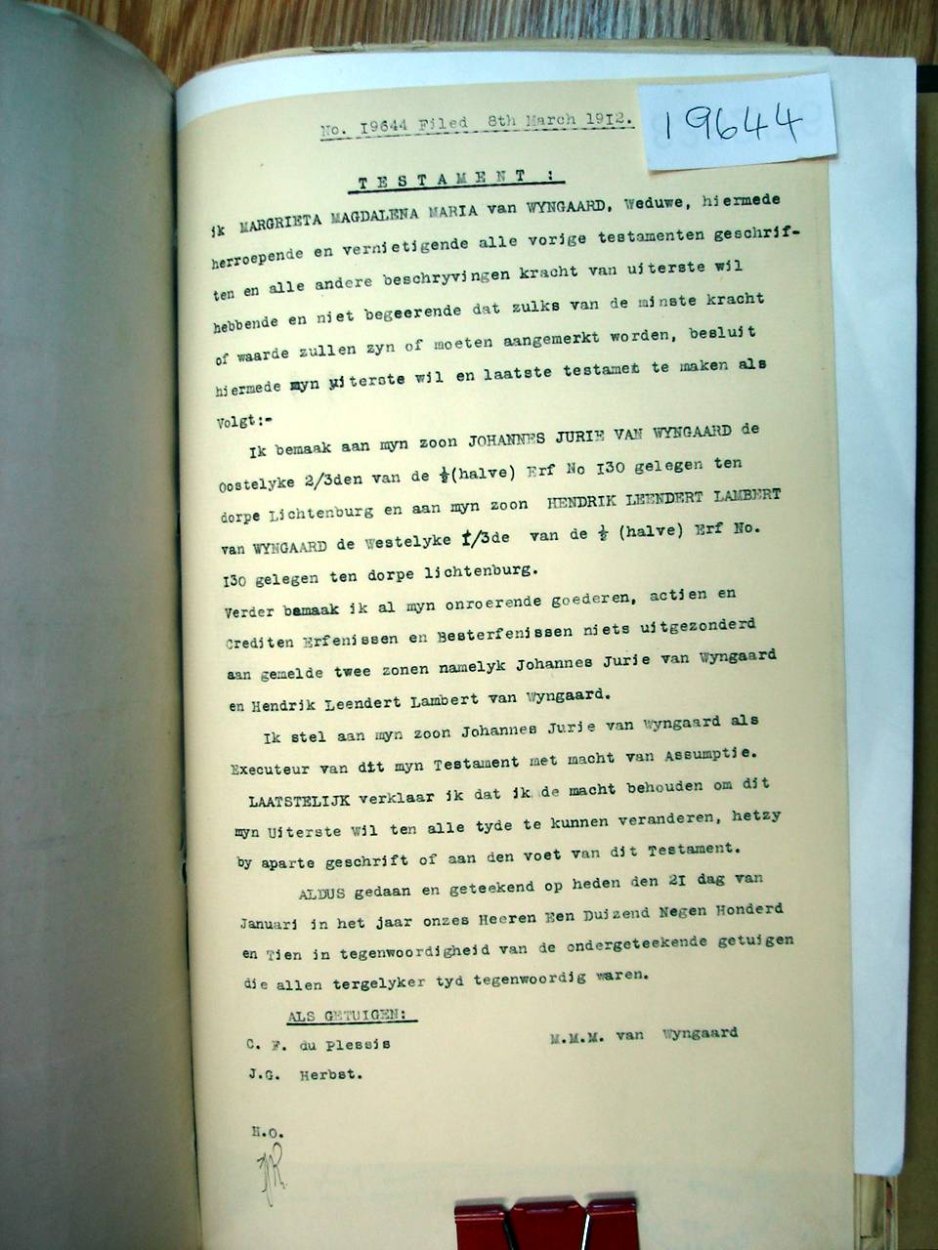 No. 19644 Filed 8th March 1912.
19644
TESTAMENT :
ik MARGRIETA MAGDALENA MARIA van WYNGAARD, Weduwe, hiermede
herroepende en vernietigende alle vorige testamenten geschrif-
ten en alle andere beschryvingen kracht van uiterste wil
hebbende en niet begeerende dat zulks van de minste kracht
of waarde zullen zyn of moeten aangemerkt worden, besluit
hiermede myn uiterste wil en laatste testamet te maken als
Volgt:-
Ik bemaak aan myn zoon JOHANNES JURIE VAN WYNGAARD de
Oostelyke 2/3den van de ½(halve) Erf No 130 gelegen ten
dorpe Lichtenburg en aan myn zoon HENDRIK LEENDERT LAMBERT
van WYNGAARD de Westelyke 1/3de van de ½ (halve) Erf No.
130 gelegen ten dorpe lichtenburg.
Verder bemaak ik al myn onroerende goederen, actien en
Crediten Erfenissen en Besterfenissen niets uitgezonderd
aan gemelde twee zonen namelyk Johannes Jurie van Wyngaard
en Hendrik Leendert Lambert van Wyngaard.
Ik stel aan myn zoon Johannes Jurie van Wyngaard als
Executeur van dit myn Testament met macht van Assumptie.
LAATSTELIJK verklaar ik dat ik de macht behouden om dit
myn Uiterste wil ten alle tyde te kunnen veranderen, hetzy
by aparte geschrift of aan den voet van dit Testament.
ALDUS gedaan en geteekend op heden den 21 dag van
Januari in het jaar onzes Heeren Een Duizend Negen Honderd
en Tien in tegenwoordigheid van de ondergeteekende getuigen
die allen tergelyker tyd tegenwoordig waren.
ALS GETUIGEN:
C. F. du Plessis
M.M.M. van Wyngaard
J.G. Herbst.
H.O.